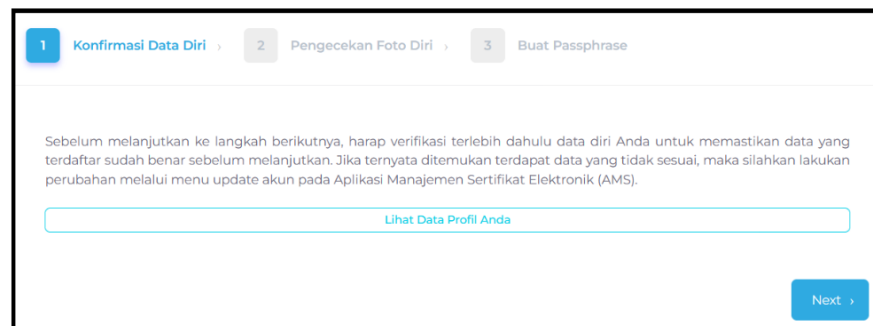 1 Konfirmasi Data Diri › 2 Pengecekan Foto Diri › 3 Buat Passphrase
Sebelum melanjutkan ke langkah berikutnya, harap verifikasi terlebih dahulu data diri Anda untuk memastikan data yang
terdaftar sudah benar sebelum melanjutkan. Jika ternyata ditemukan terdapat data yang tidak sesuai, maka silahkan lakukan
perubahan melalui menu update akun pada Aplikasi Manajemen Sertifikat Elektronik (AMS).
Lihat Data Profil Anda
Next ›